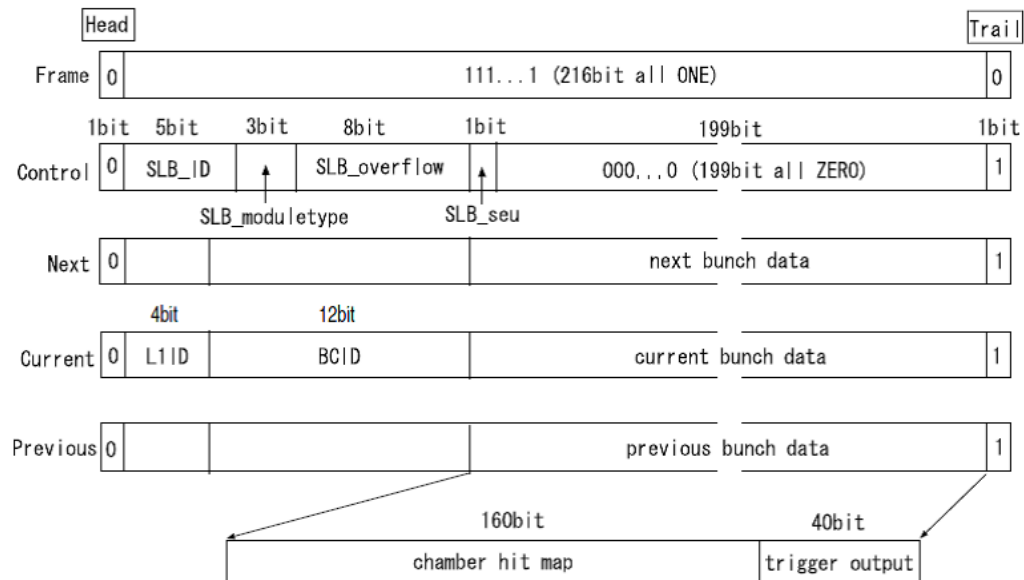 Head Trail
Frame 0 111...1 (216bit all ONE) 0
1bit 5bit 3bit 8bit 1bit 199bit 1bit
Control 0 SLB_ID SLB_overflow 000...0 (199bit all ZERO) 1
SLB_moduletype SLB_seu
Next 0 next bunch data 1
4bit 12bit
Current 0 L1ID BCID current bunch data 1
Previous 0 previous bunch data 1
160bit 40bit
chamber hit map trigger output